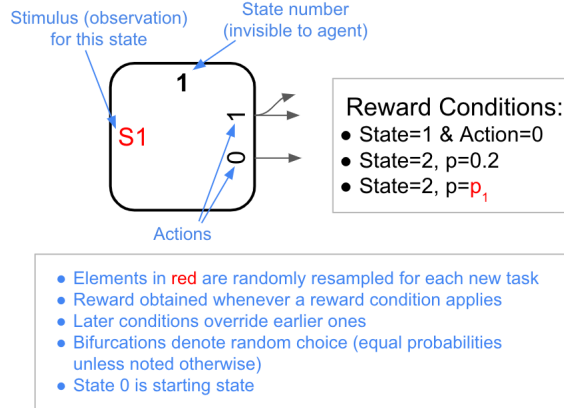 Stimulus (observation)
for this state
State number
(invisible to agent)
1
S1
1
0
Actions
Reward Conditions:
● State=1 & Action=0
● State=2, p=0.2
● State=2, p=p1
● Elements in red are randomly resampled for each new task
● Reward obtained whenever a reward condition applies
● Later conditions override earlier ones
● Bifurcations denote random choice (equal probabilities
unless noted otherwise)
● State 0 is starting state